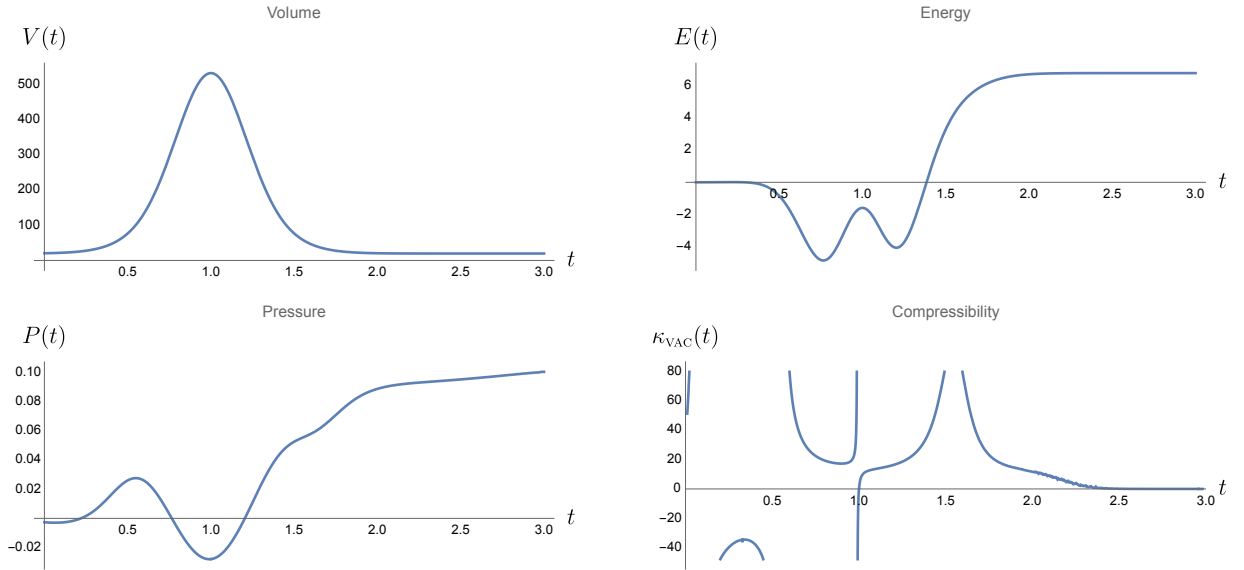 Volume
V(t)
500
400
300
200
100
0.5 1.0 1.5 2.0 2.5 3.0 t
Energy
E(t)
6
4
2
0.5 1.0 1.5 2.0 2.5 3.0 t
−2
−4
Pressure
P(t)
0.10
0.08
0.06
0.04
0.02
0.5 1.0 1.5 2.0 2.5 3.0 t
−0.02
Compressibility
κVAC(t)
80
60
40
20
0
0.5 1.0 1.5 2.0 2.5 3.0 t
−20
−40